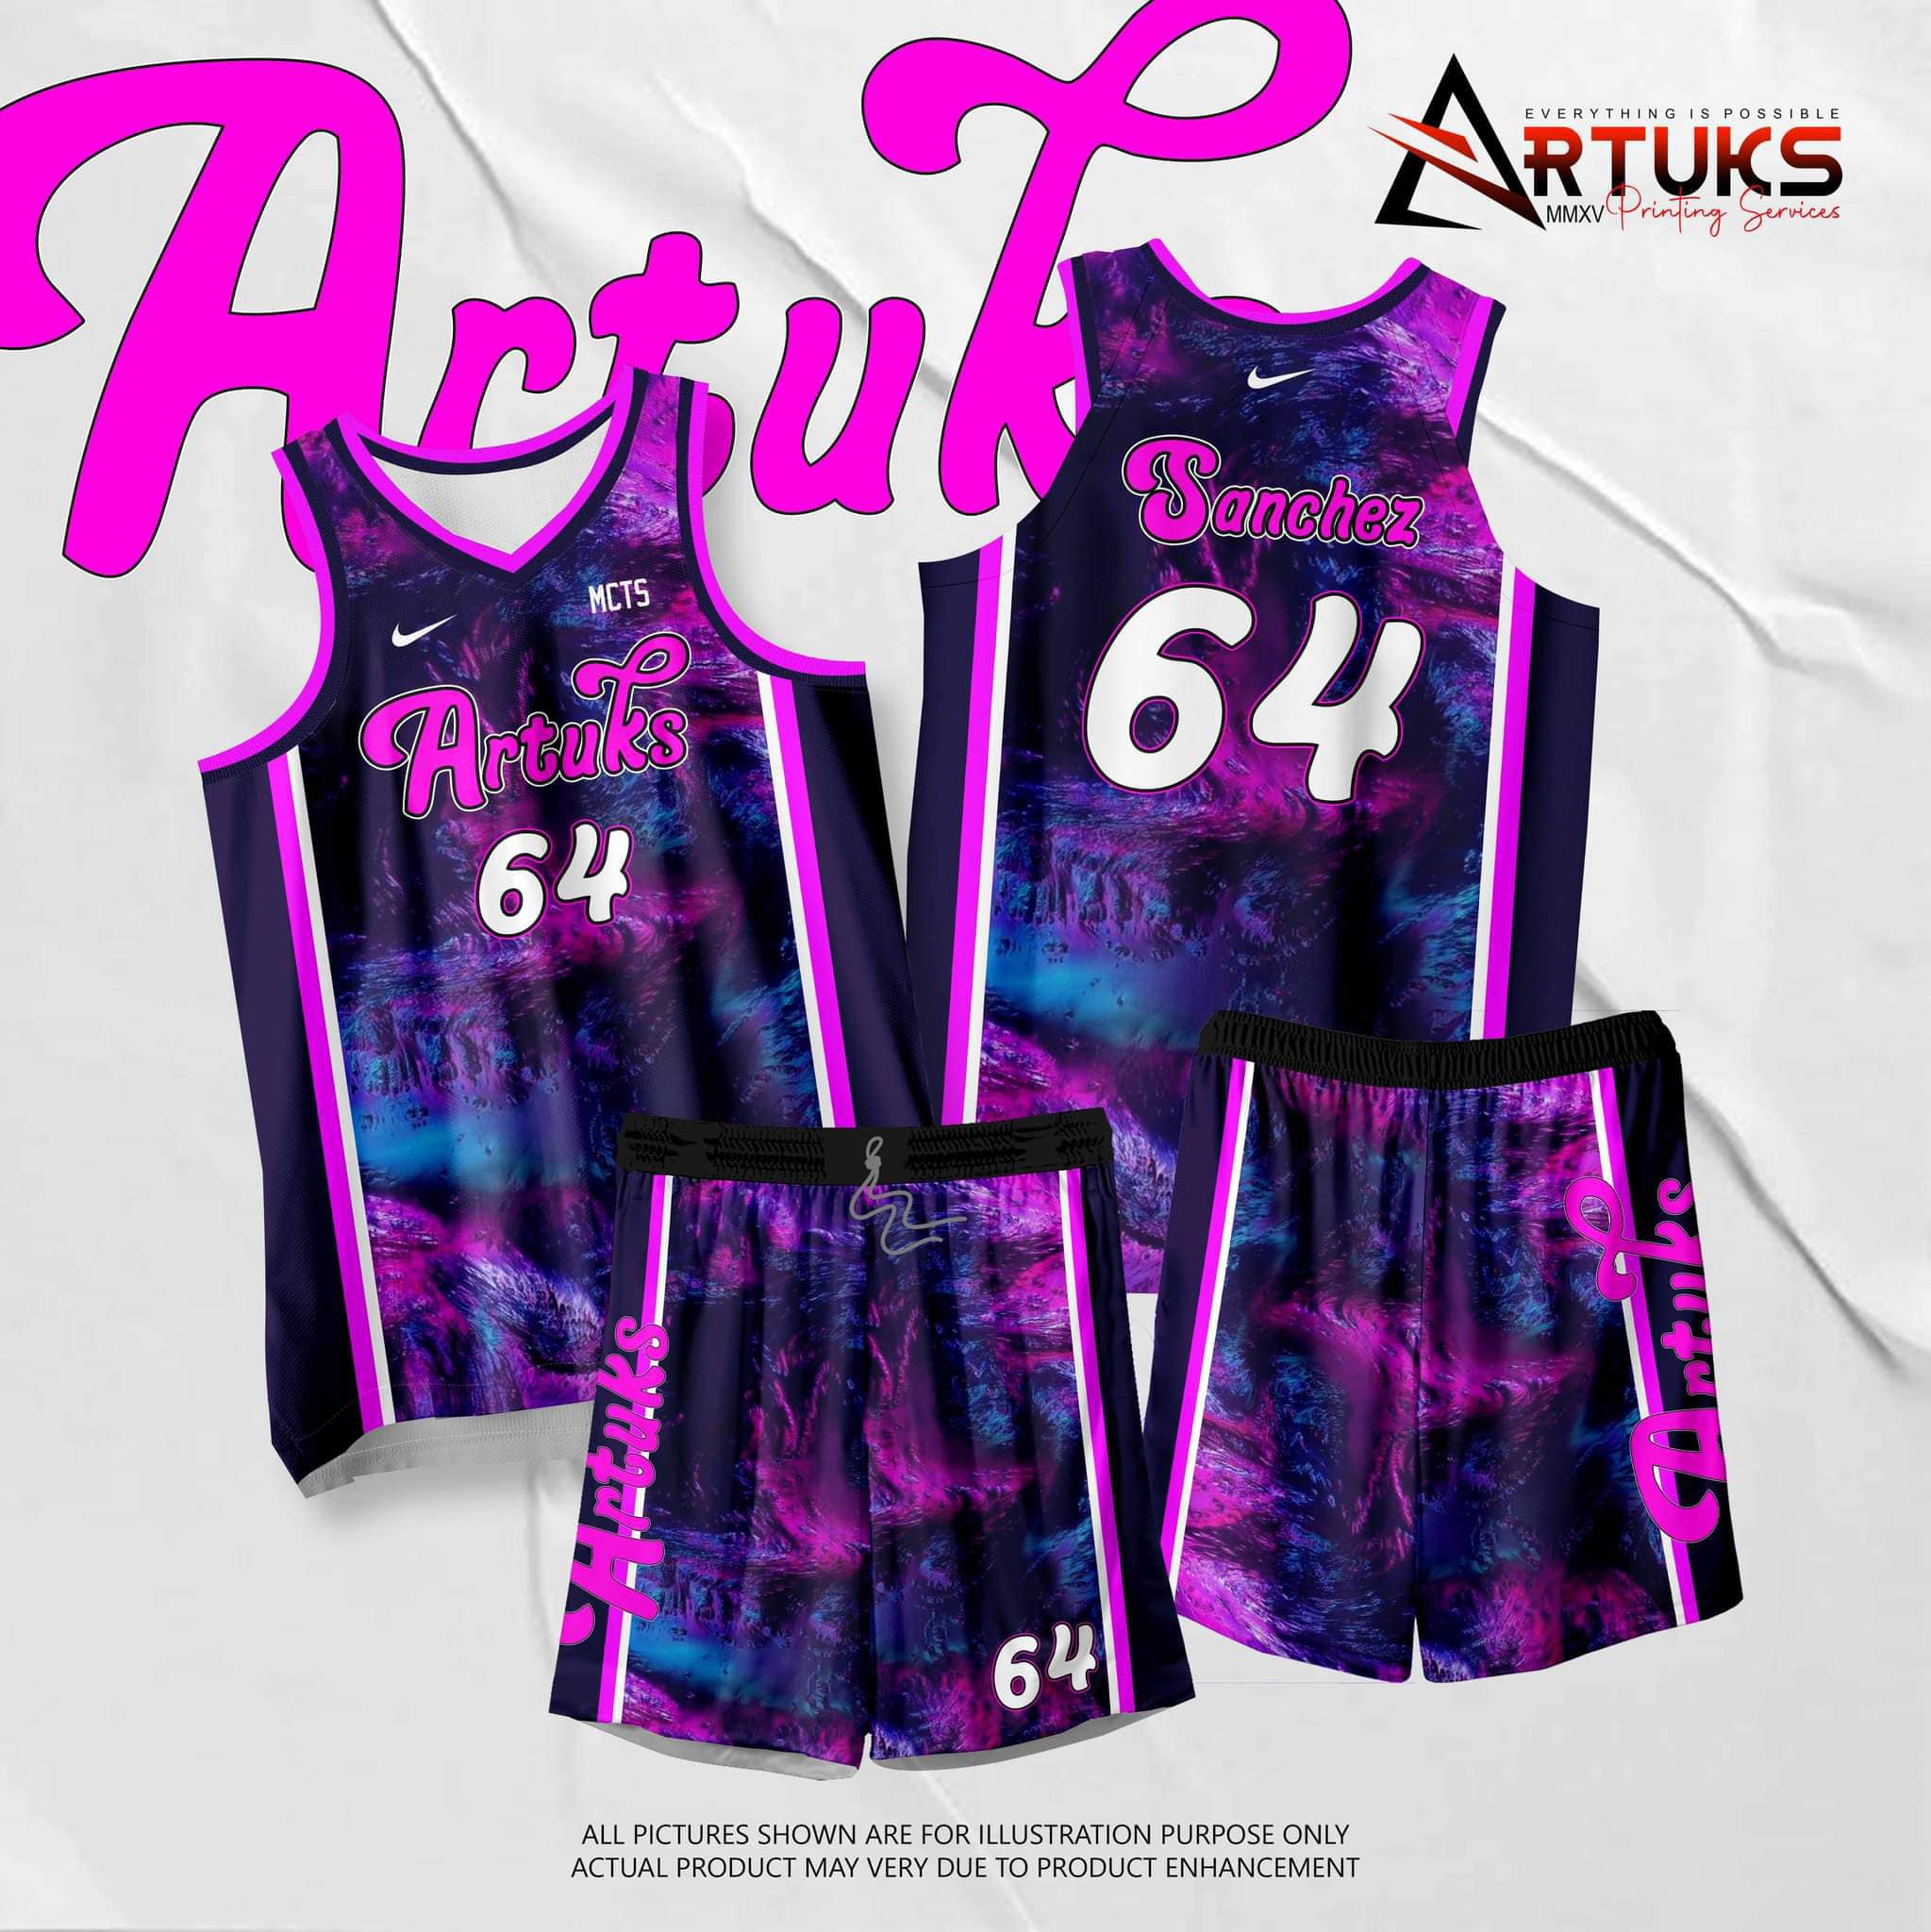 Artuk
EVERYTHING IS POSSIBLE
ARTUKS
MMXV Printing Services
MCTS
Artuks
64
Sanchez
64
Artuks
64
Artuks
ALL PICTURES SHOWN ARE FOR ILLUSTRATION PURPOSE ONLY
ACTUAL PRODUCT MAY VERY DUE TO PRODUCT ENHANCEMENT